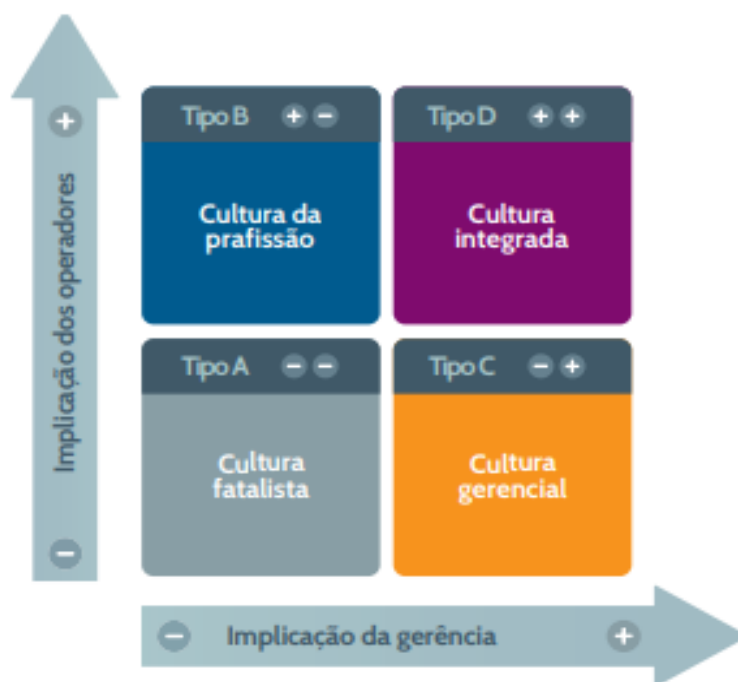 Implicação dos operadores
+
−
Tipo B + −
Cultura da
prafissão
Tipo D + +
Cultura
integrada
Tipo A − −
Cultura
fatalista
Tipo C − +
Cultura
gerencial
− Implicação da gerência +